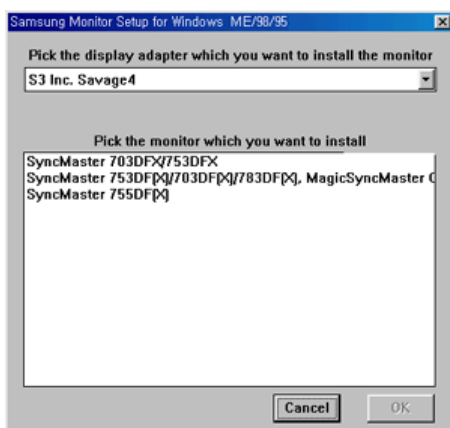 Samsung Monitor Setup for Windows ME/98/95
Pick the display adapter which you want to install the monitor
S3 Inc. Savage4
Pick the monitor which you want to install
SyncMaster 703DFX/753DFX
SyncMaster 753DF[X]/703DF[X]/783DF[X], MagicSyncMaster
SyncMaster 755DF[X]
Cancel
OK